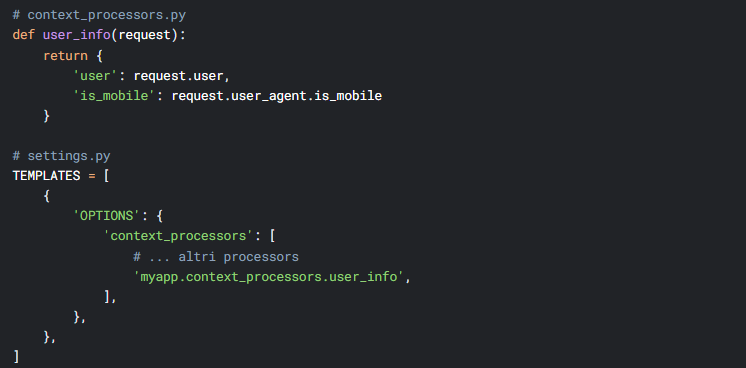 # context_processors.py
def user_info(request):
    return {
        'user': request.user,
        'is_mobile': request.user_agent.is_mobile
    }

# settings.py
TEMPLATES = [
    {
        'OPTIONS': {
            'context_processors': [
                # ... altri processors
                'myapp.context_processors.user_info',
            ],
        },
    },
]